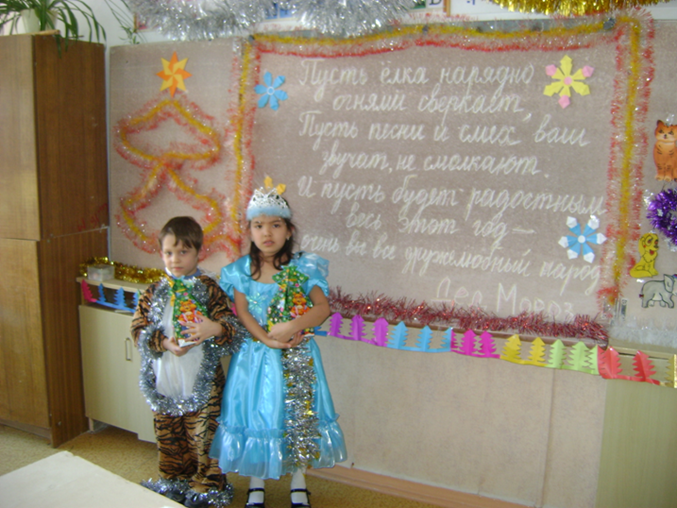 Пусть ёлка нарядно
огнями сверкает,
Пусть песни и смех ваш
звучат, не смолкают.
И пусть будет радостным
весь этот год –
очень вы все дружелюбный народ
Дед Мороз